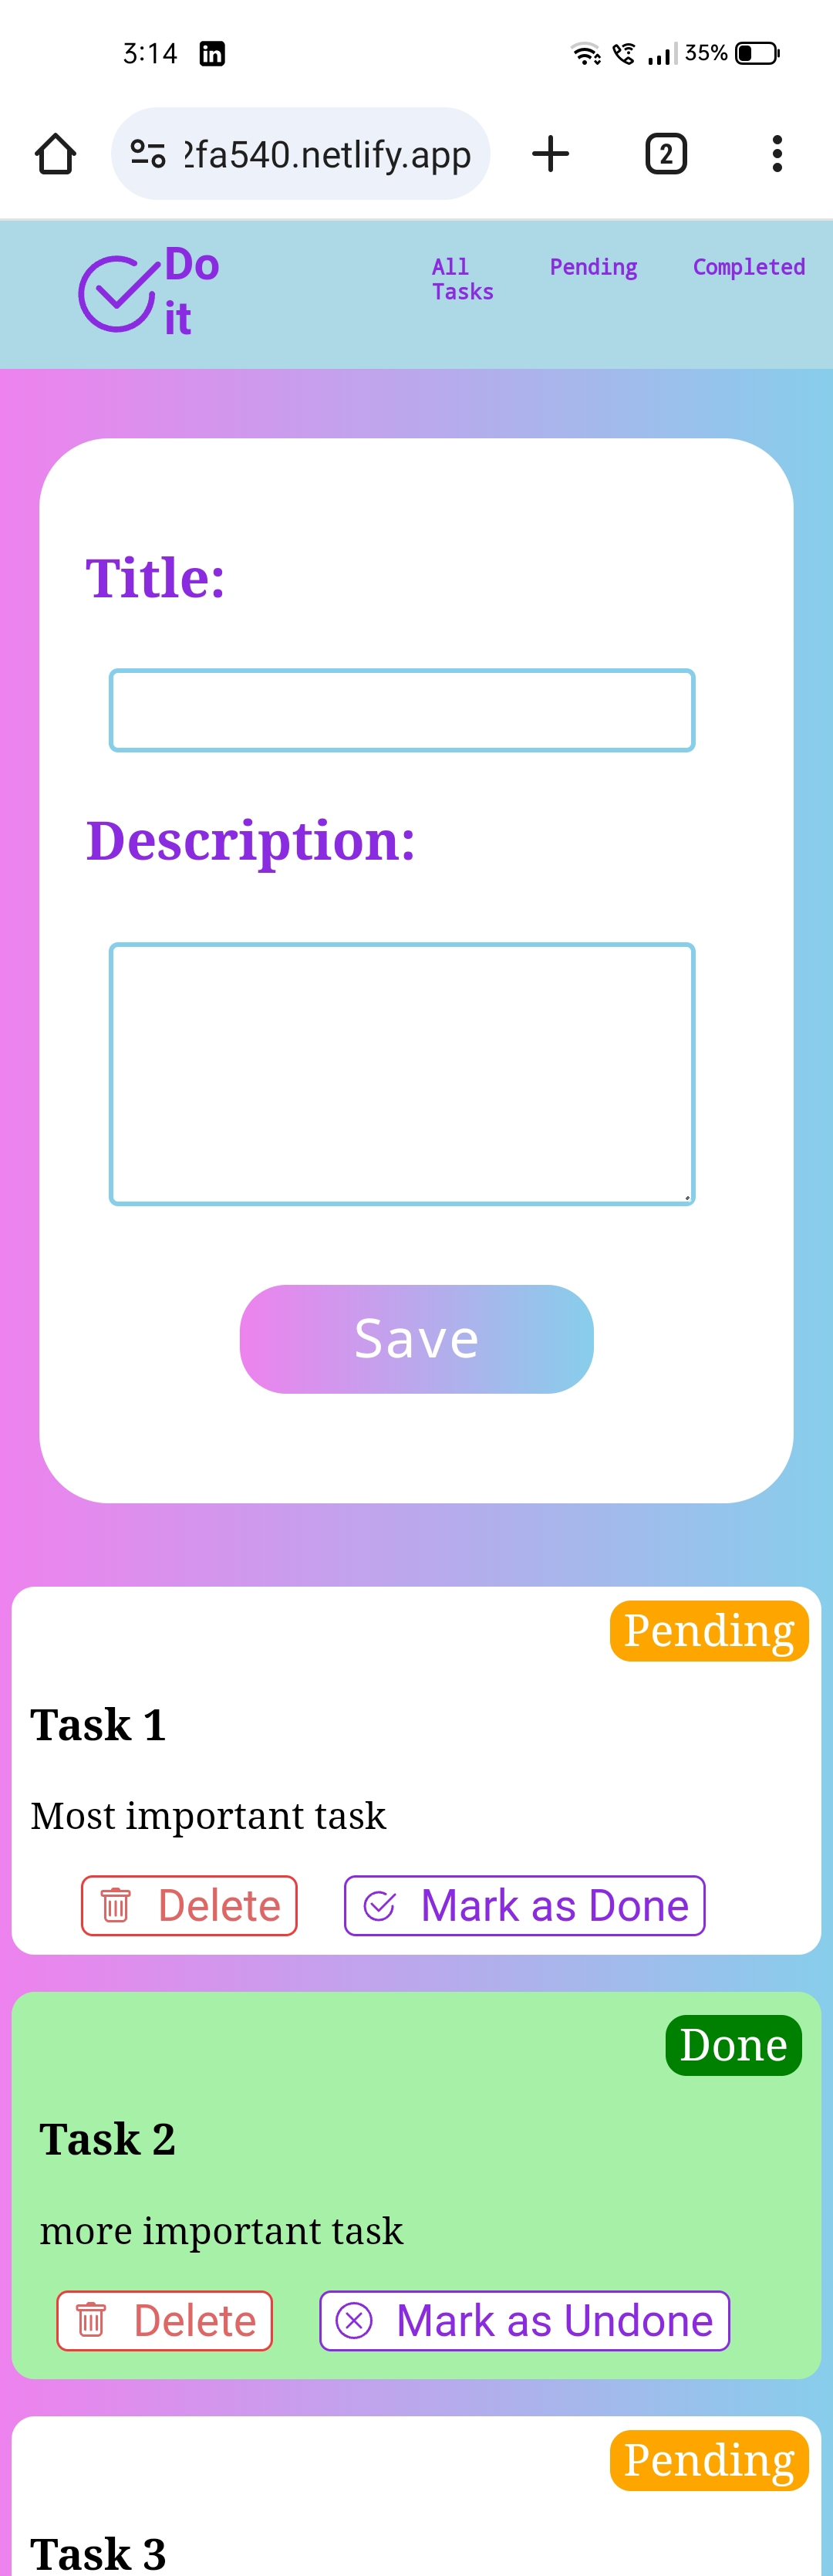 3:14 in 35%
2fa540.netlify.app 2
Do
it
All
Tasks
Pending
Completed
Title:
Description:
Save
Pending
Task 1
Most important task
Delete Mark as Done
Done
Task 2
more important task
Delete Mark as Undone
Pending
Task 3